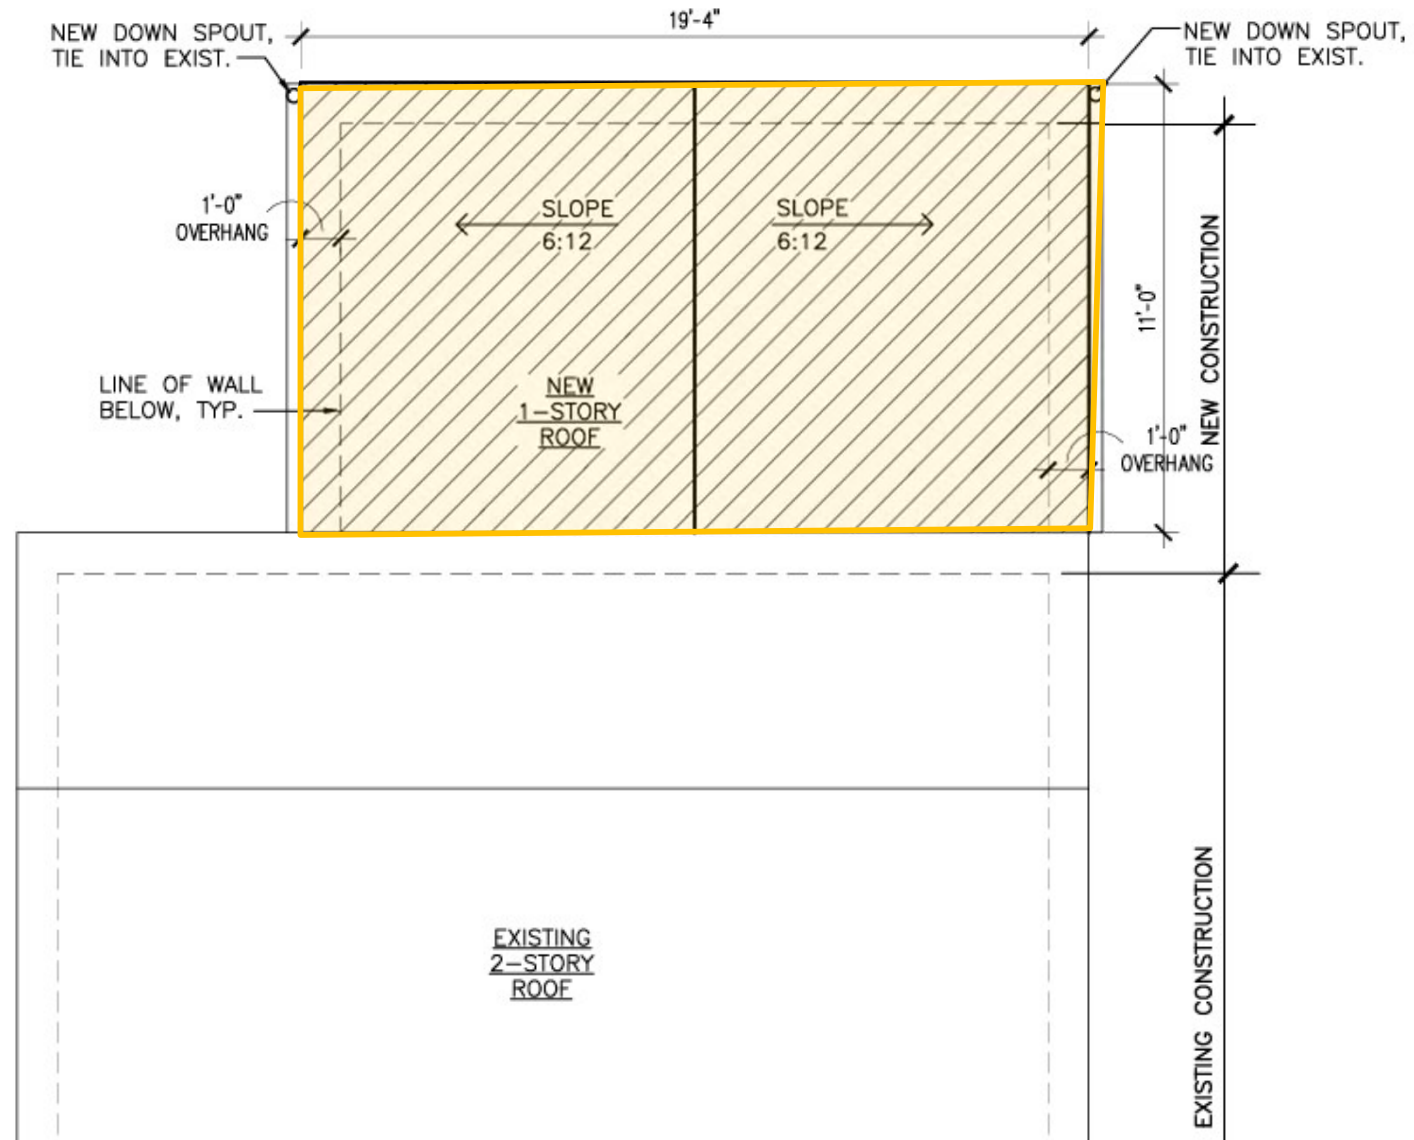 19'-4"
NEW DOWN SPOUT,
TIE INTO EXIST.
NEW DOWN SPOUT,
TIE INTO EXIST.
1'-0"
OVERHANG
SLOPE
6:12
SLOPE
6:12
NEW CONSTRUCTION
11'-0"
LINE OF WALL
BELOW, TYP.
NEW
1-STORY
ROOF
1'-0"
OVERHANG
EXISTING
2-STORY
ROOF
EXISTING CONSTRUCTION